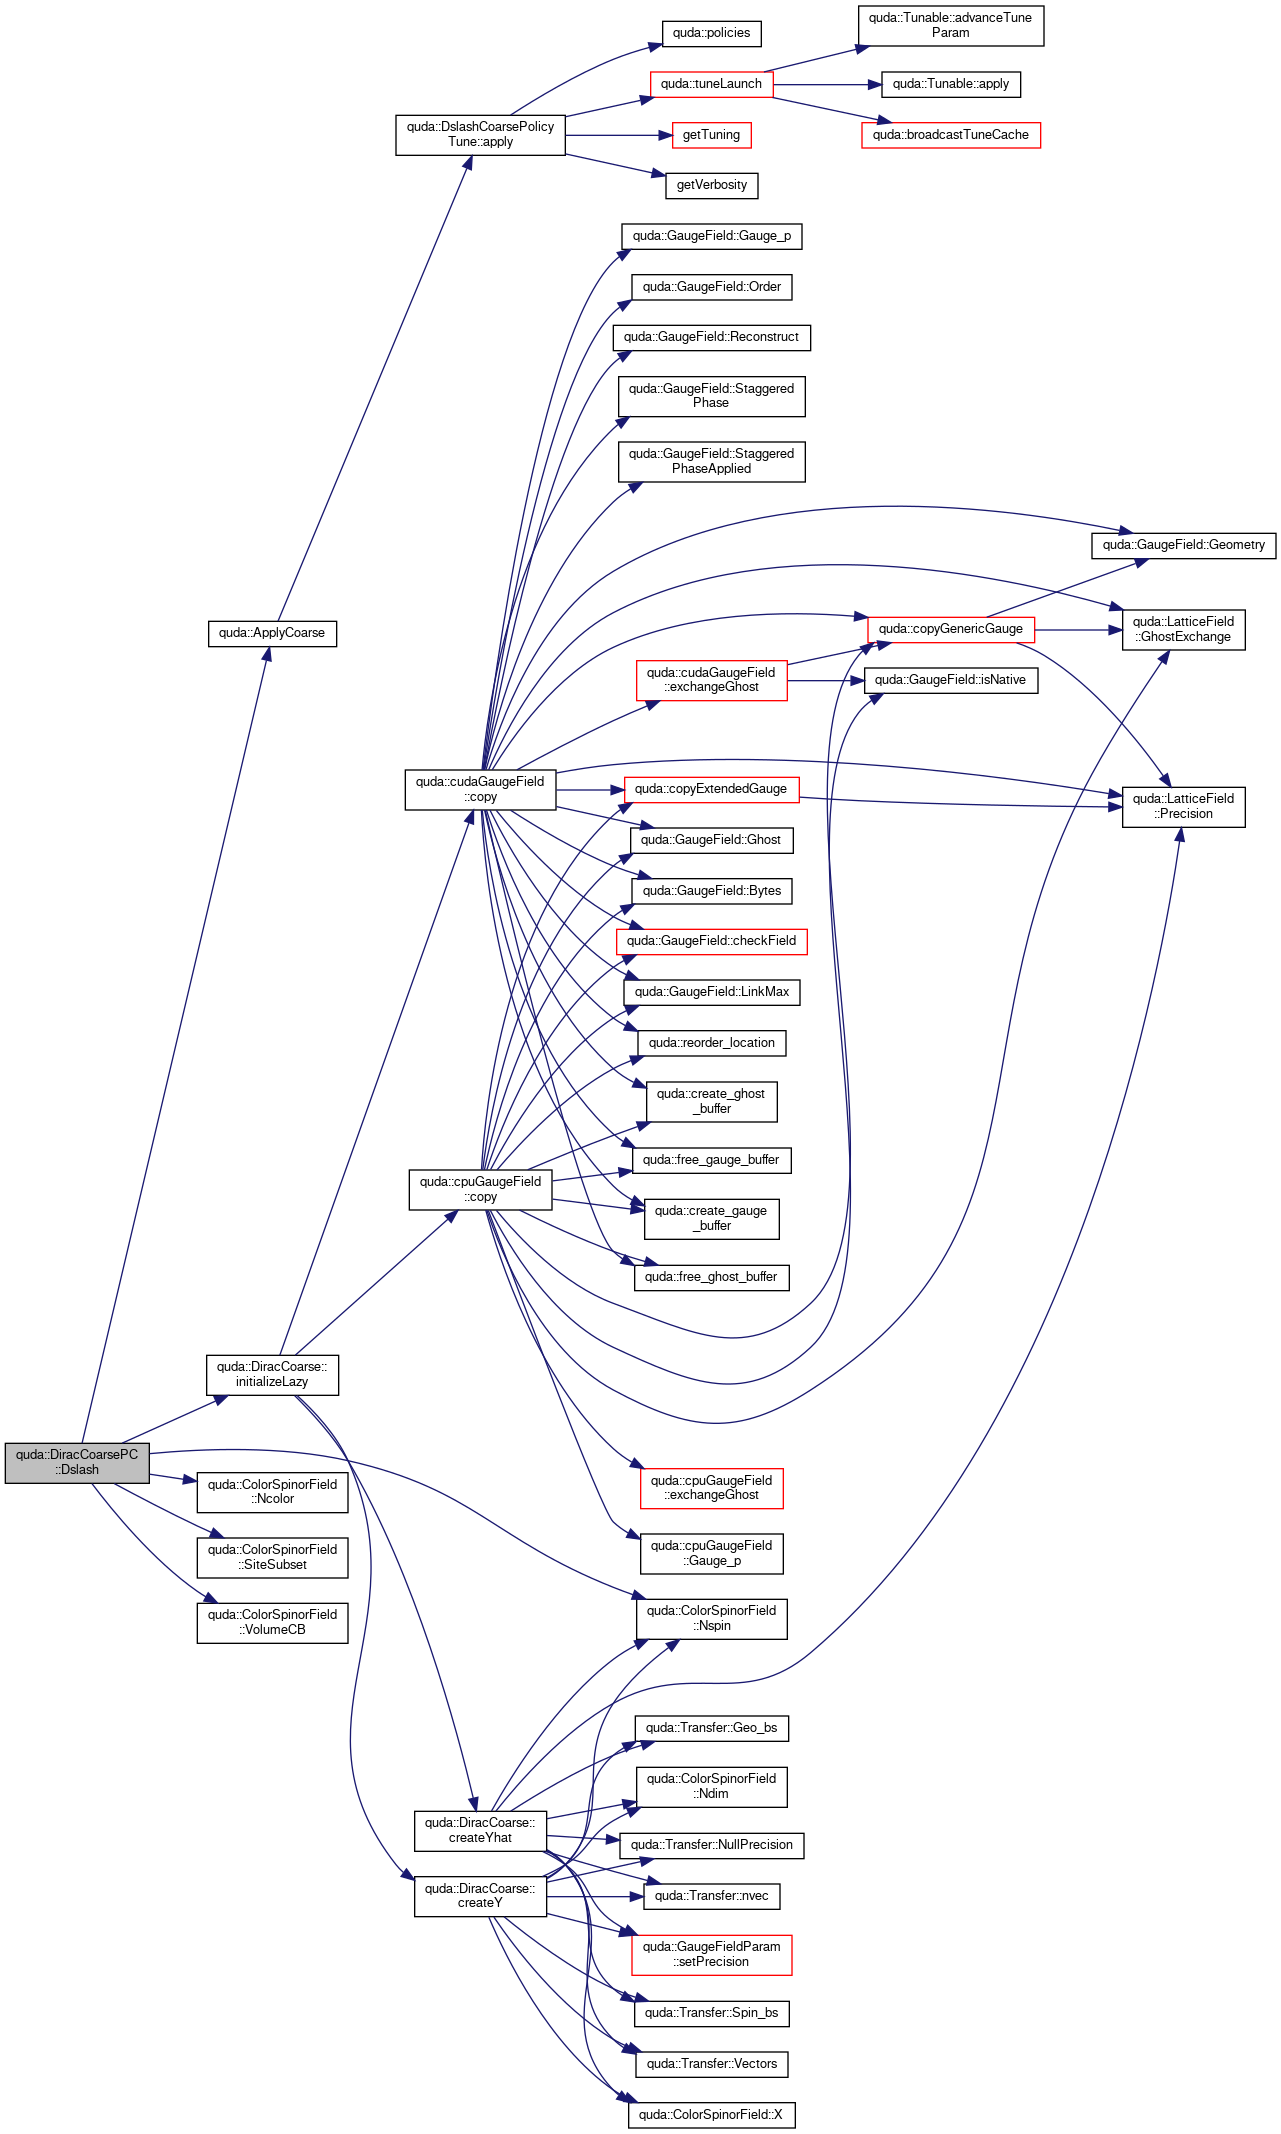 quda::Tunable::advanceTune
Param
quda::policies
quda::tuneLaunch
quda::Tunable::apply
quda::DslashCoarsePolicy
Tune::apply
getTuning
quda::broadcastTuneCache
getVerbosity
quda::GaugeField::Gauge_p
quda::GaugeField::Order
quda::GaugeField::Reconstruct
quda::GaugeField::Staggered
Phase
quda::GaugeField::Staggered
PhaseApplied
quda::GaugeField::Geometry
quda::ApplyCoarse
quda::copyGenericGauge
quda::LatticeField
::GhostExchange
quda::cudaGaugeField
::exchangeGhost
quda::GaugeField::isNative
quda::cudaGaugeField
::copy
quda::copyExtendedGauge
quda::LatticeField
::Precision
quda::GaugeField::Ghost
quda::GaugeField::Bytes
quda::GaugeField::checkField
quda::GaugeField::LinkMax
quda::reorder_location
quda::create_ghost
_buffer
quda::free_gauge_buffer
quda::cpuGaugeField
::copy
quda::create_gauge
_buffer
quda::free_ghost_buffer
quda::DiracCoarse::
initializeLazy
quda::DiracCoarsePC
::Dslash
quda::ColorSpinorField
::Ncolor
quda::cpuGaugeField
::exchangeGhost
quda::ColorSpinorField
::SiteSubset
quda::cpuGaugeField
::Gauge_p
quda::ColorSpinorField
::VolumeCB
quda::ColorSpinorField
::Nspin
quda::Transfer::Geo_bs
quda::ColorSpinorField
::Ndim
quda::DiracCoarse::
createYhat
quda::Transfer::NullPrecision
quda::DiracCoarse::
createY
quda::Transfer::nvec
quda::GaugeFieldParam
::setPrecision
quda::Transfer::Spin_bs
quda::Transfer::Vectors
quda::ColorSpinorField::X